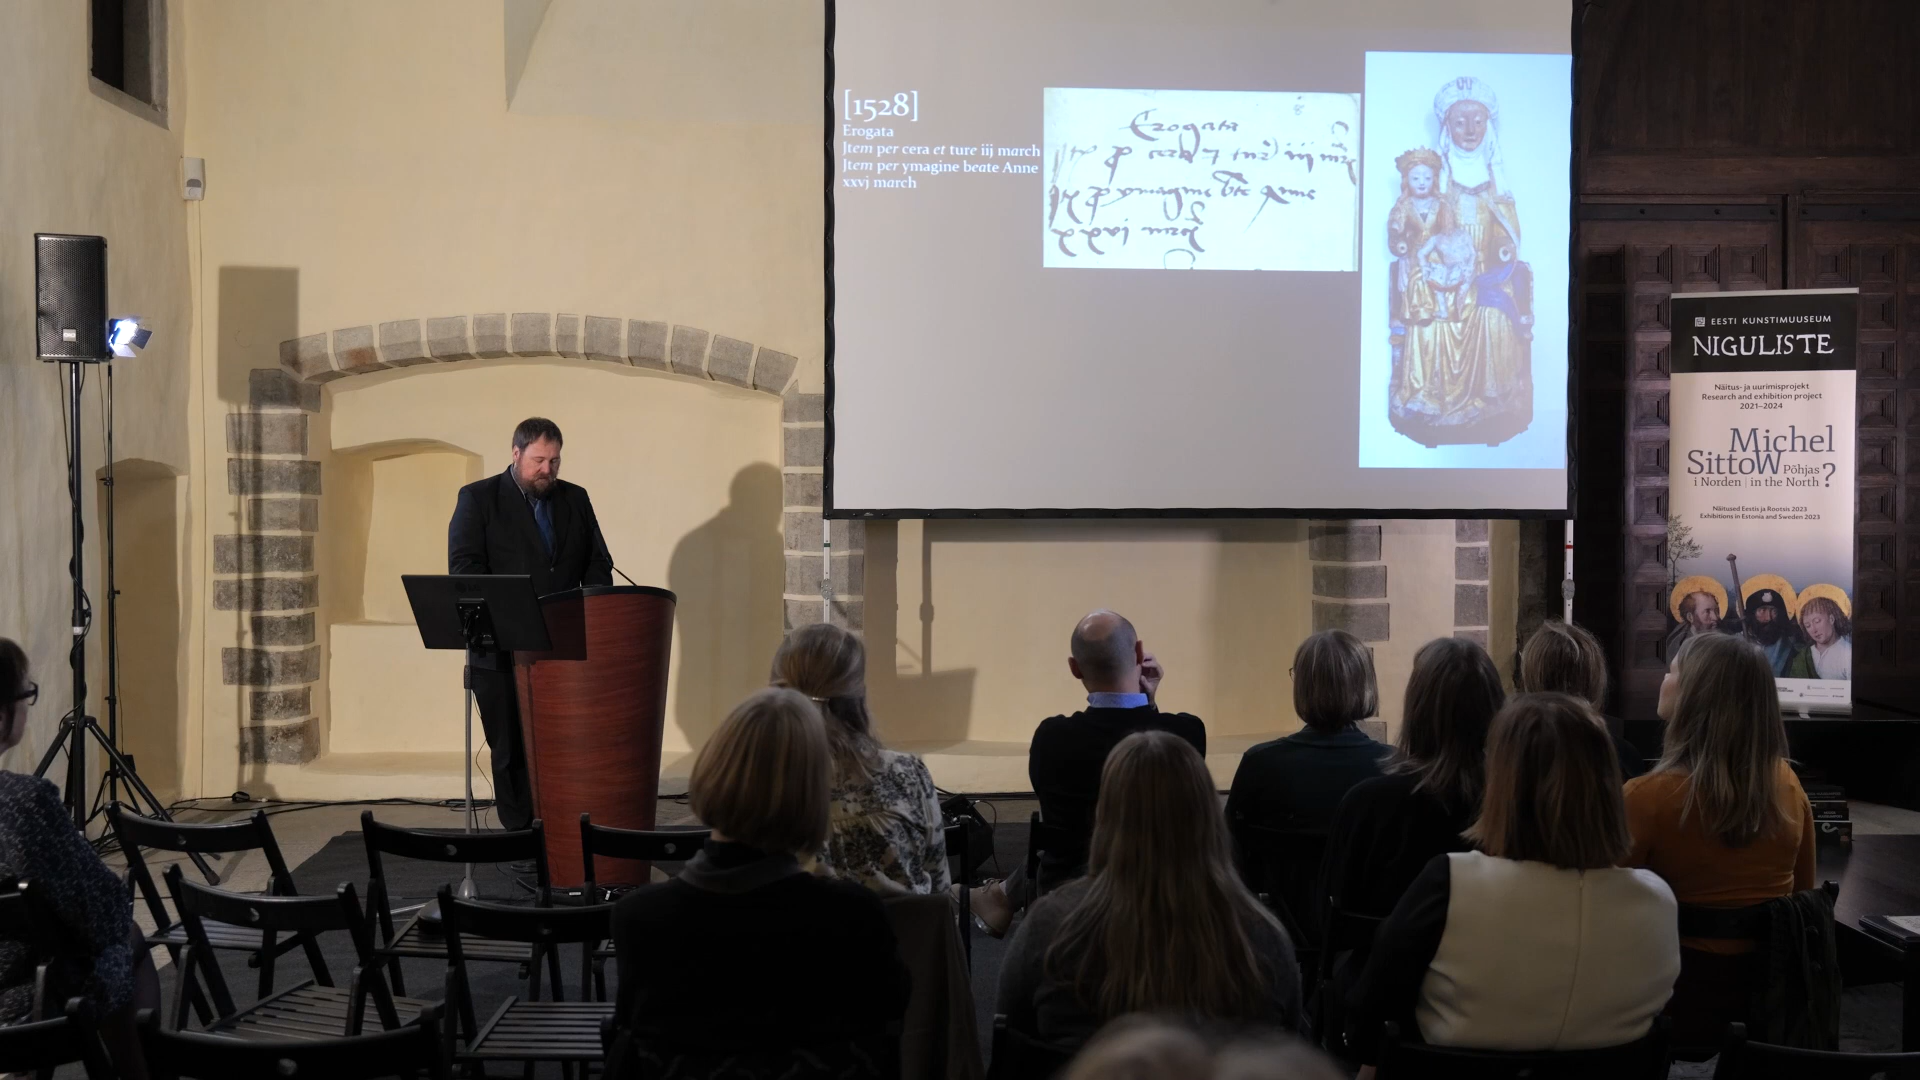 [1528]
Erogata
Jtem per cera et ture iij march
Jtem per ymagine beate Anne
xxvj march
Erogata
EESTI KUNSTIMUUSEUM
NIGULISTE
Näitus- ja uurimisprojekt
Research and exhibition project
2021–2024
Michel
Sittow Põhjas
i Norden | in the North ?
Näitused Eestis ja Rootsis 2023
Exhibitions in Estonia and Sweden 2023